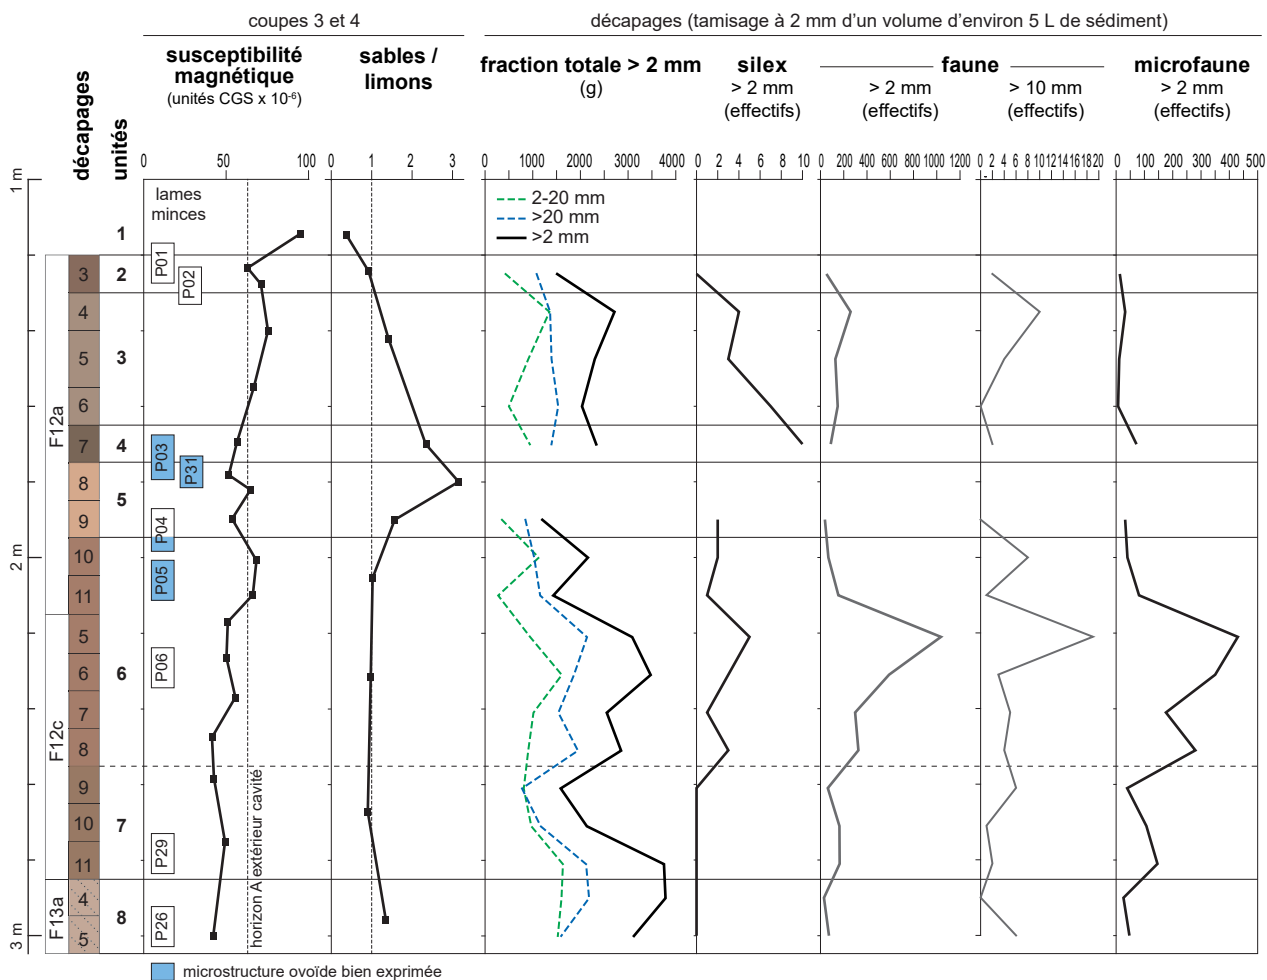 coupes 3 et 4
décapages (tamisage à 2 mm d'un volume d'environ 5 L de sédiment)
susceptibilité
magnétique
(unités CGS x 10-6)
sables /
limons
fraction totale > 2 mm
(g)
silex
> 2 mm
(effectifs)
faune
> 2 mm
(effectifs)
> 10 mm
(effectifs)
microfaune
> 2 mm
(effectifs)
décapages
unités
0 50 100
0 1 2 3
0 1000 2000 3000 4000
0 2 4 6 8 10
0 200 400 600 800 1000 1200
0 2 4 6 8 10 12 14 16 18 20
0 100 200 300 400 500
1 m
2 m
3 m
lames
minces
2-20 mm
>20 mm
>2 mm
F12a
F12c
F13a
3
4
5
6
7
8
9
10
11
5
6
7
8
9
10
11
4
5
1
2
3
4
5
6
7
8
P01
P02
P03
P31
P04
P05
P06
P29
P26
horizon A extérieur cavité
microstructure ovoïde bien exprimée